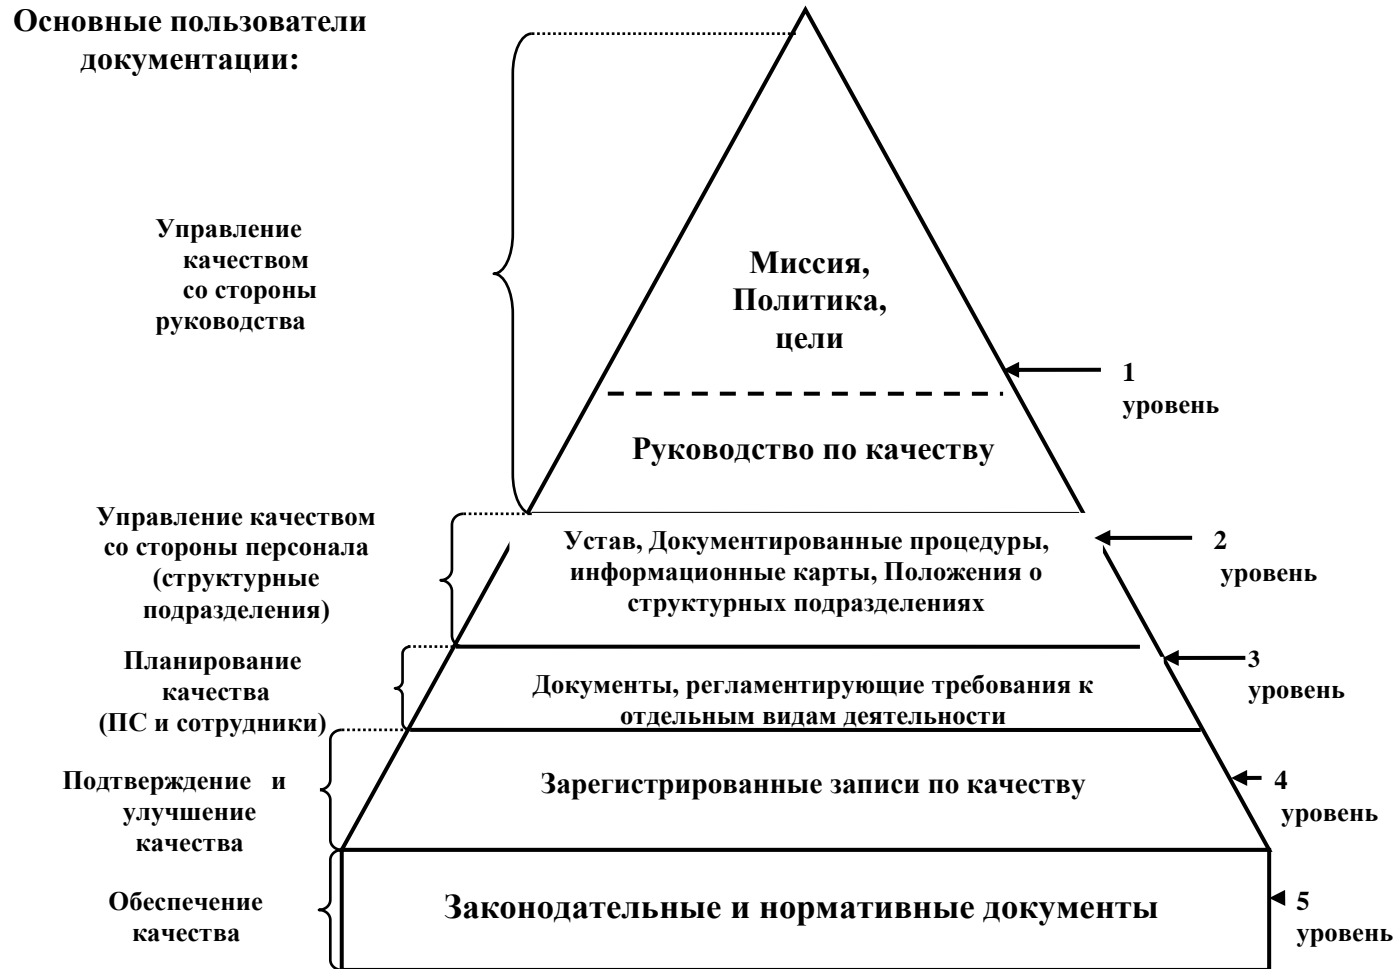 Основные пользователи
документации:
Управление
качеством
со стороны
руководства
Миссия,
Политика,
цели
1
уровень
Руководство по качеству
Управление качеством
со стороны персонала
(структурные
подразделения)
Устав, Документированные процедуры,
информационные карты, Положения о
структурных подразделениях
2
уровень
Планирование
качества
(ПС и сотрудники)
Документы, регламентирующие требования к
отдельным видам деятельности
3
уровень
Подтверждение и
улучшение
качества
Зарегистрированные записи по качеству
4
уровень
Обеспечение
качества
Законодательные и нормативные документы
5
уровень